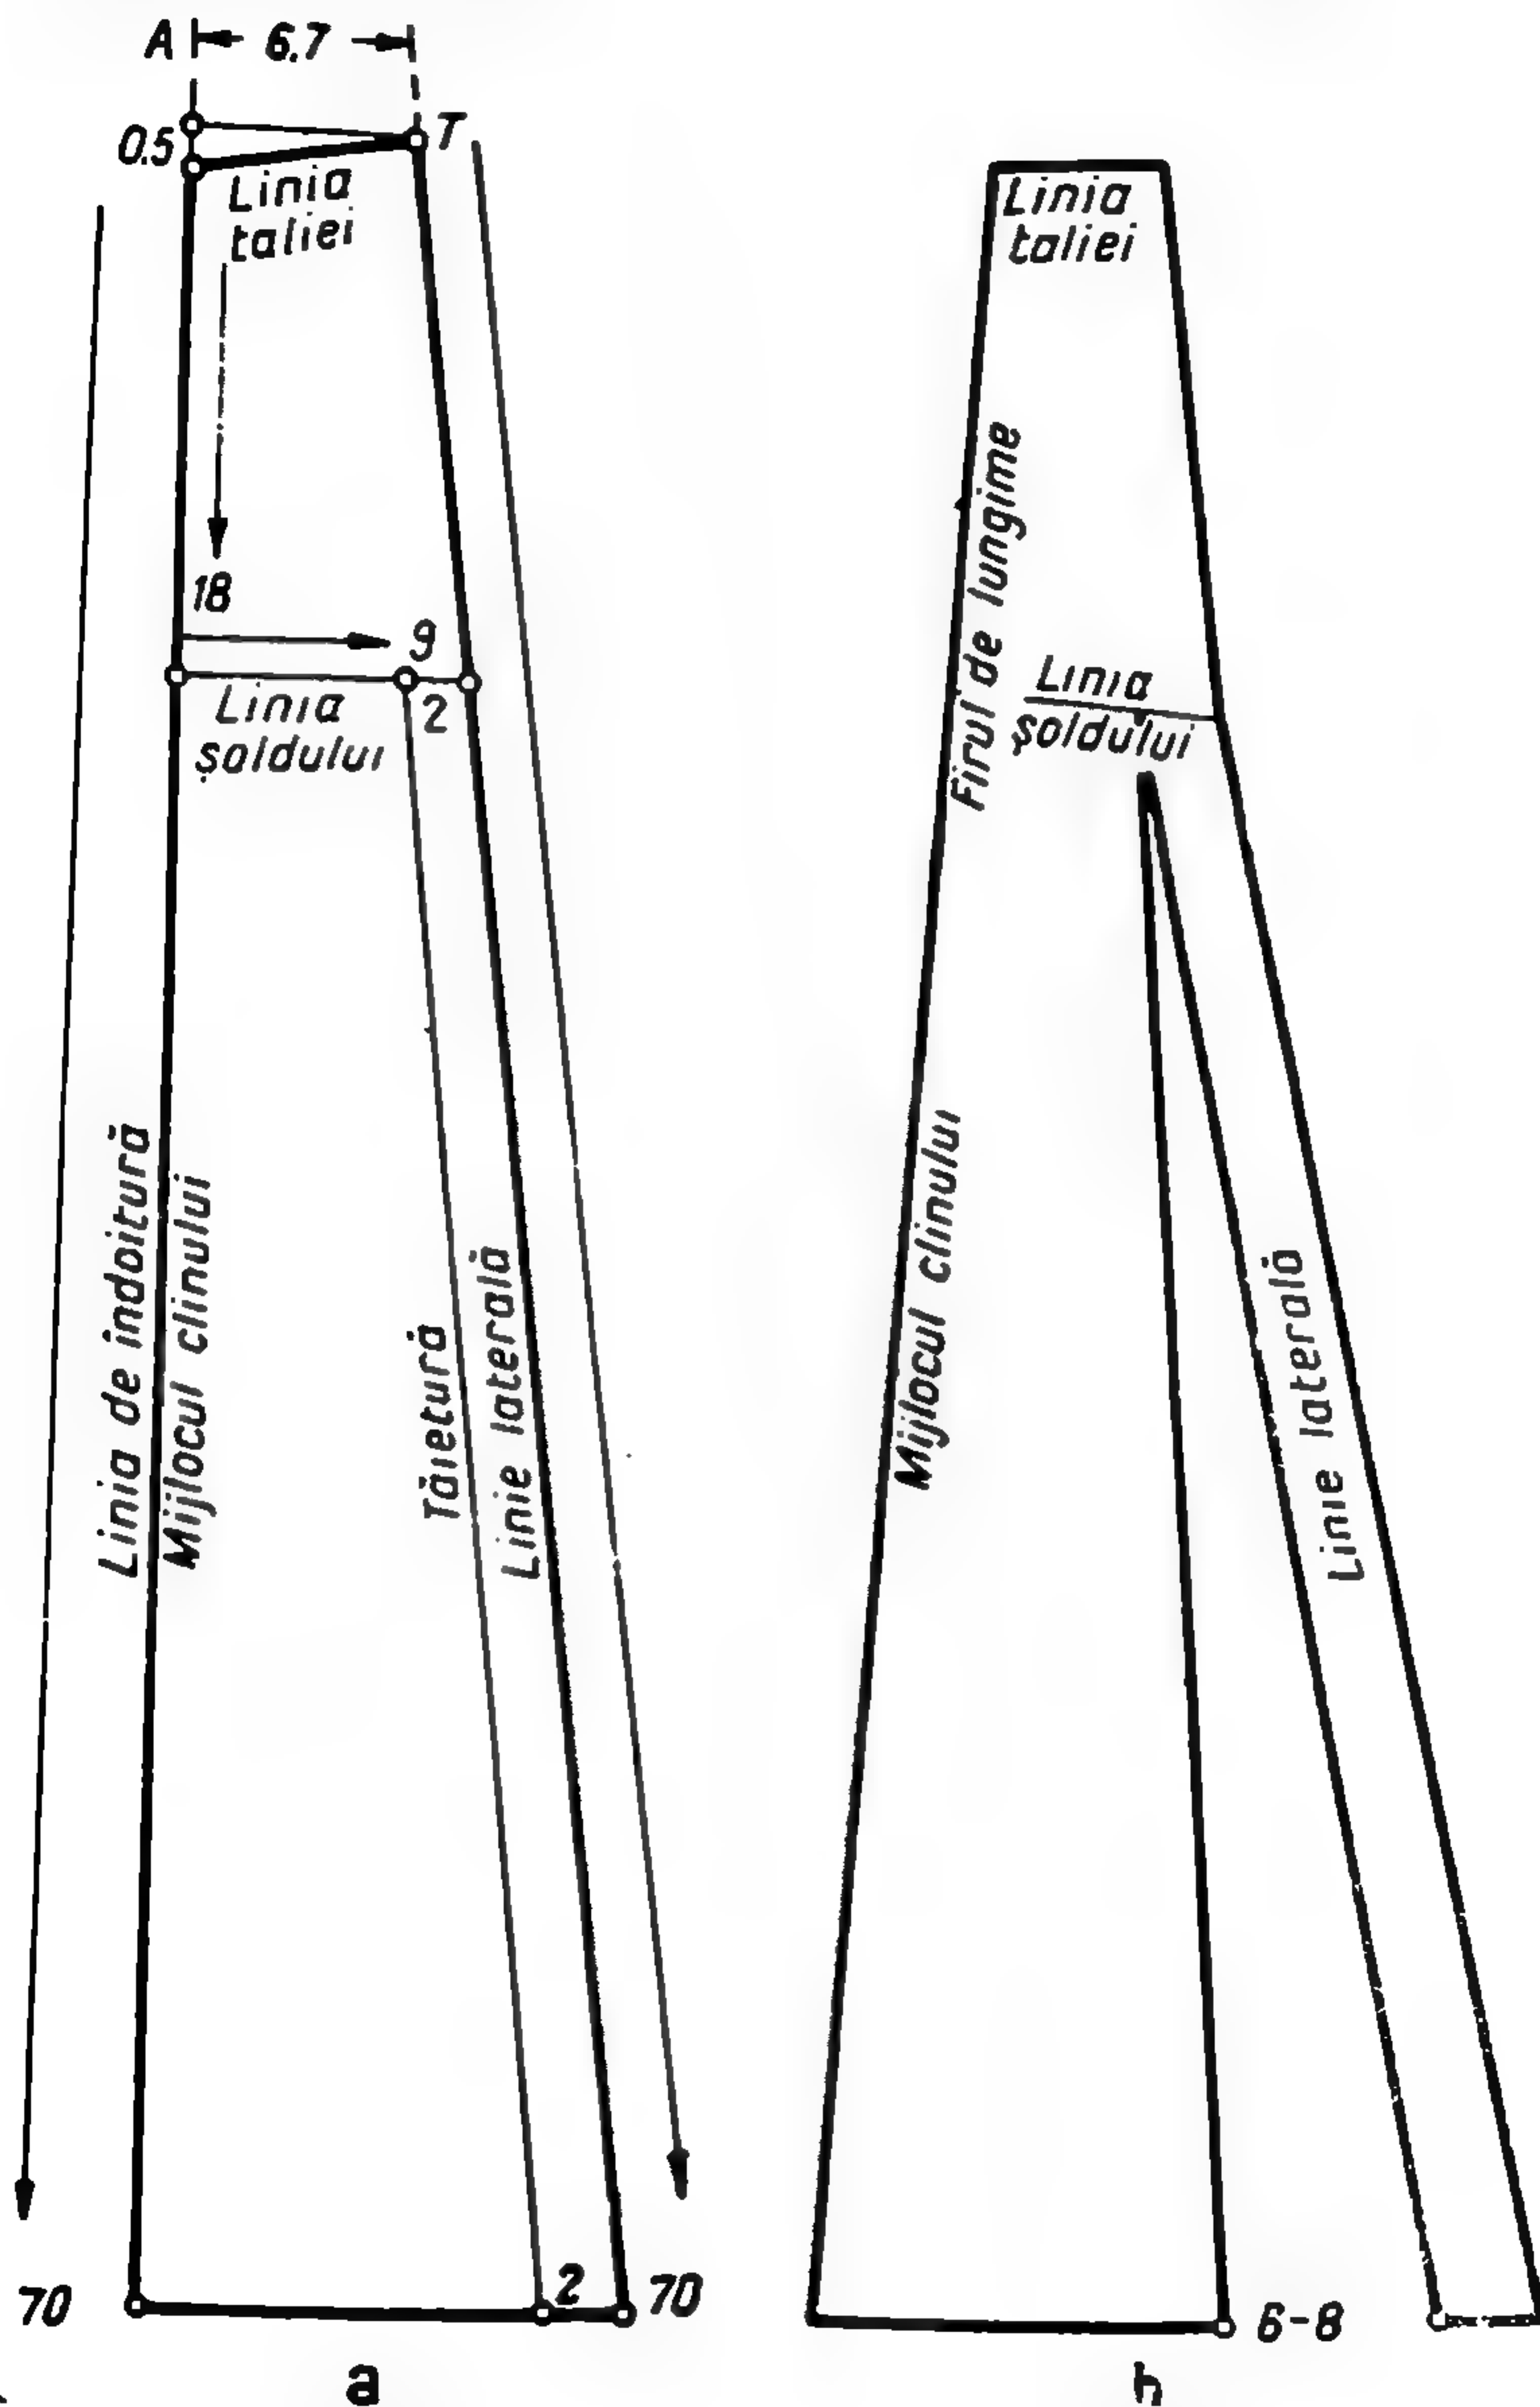 A 6.7
0.5 T
Linia
taliei
18
9
2
Linia
șoldului
Linia de îndoitură
Mijlocul clinului
Tăietură
Linie laterală
70
2
70
a
Linia
taliei
Firul de lungime
Linia
șoldului
Mijlocul clinului
Linie laterală
6-8